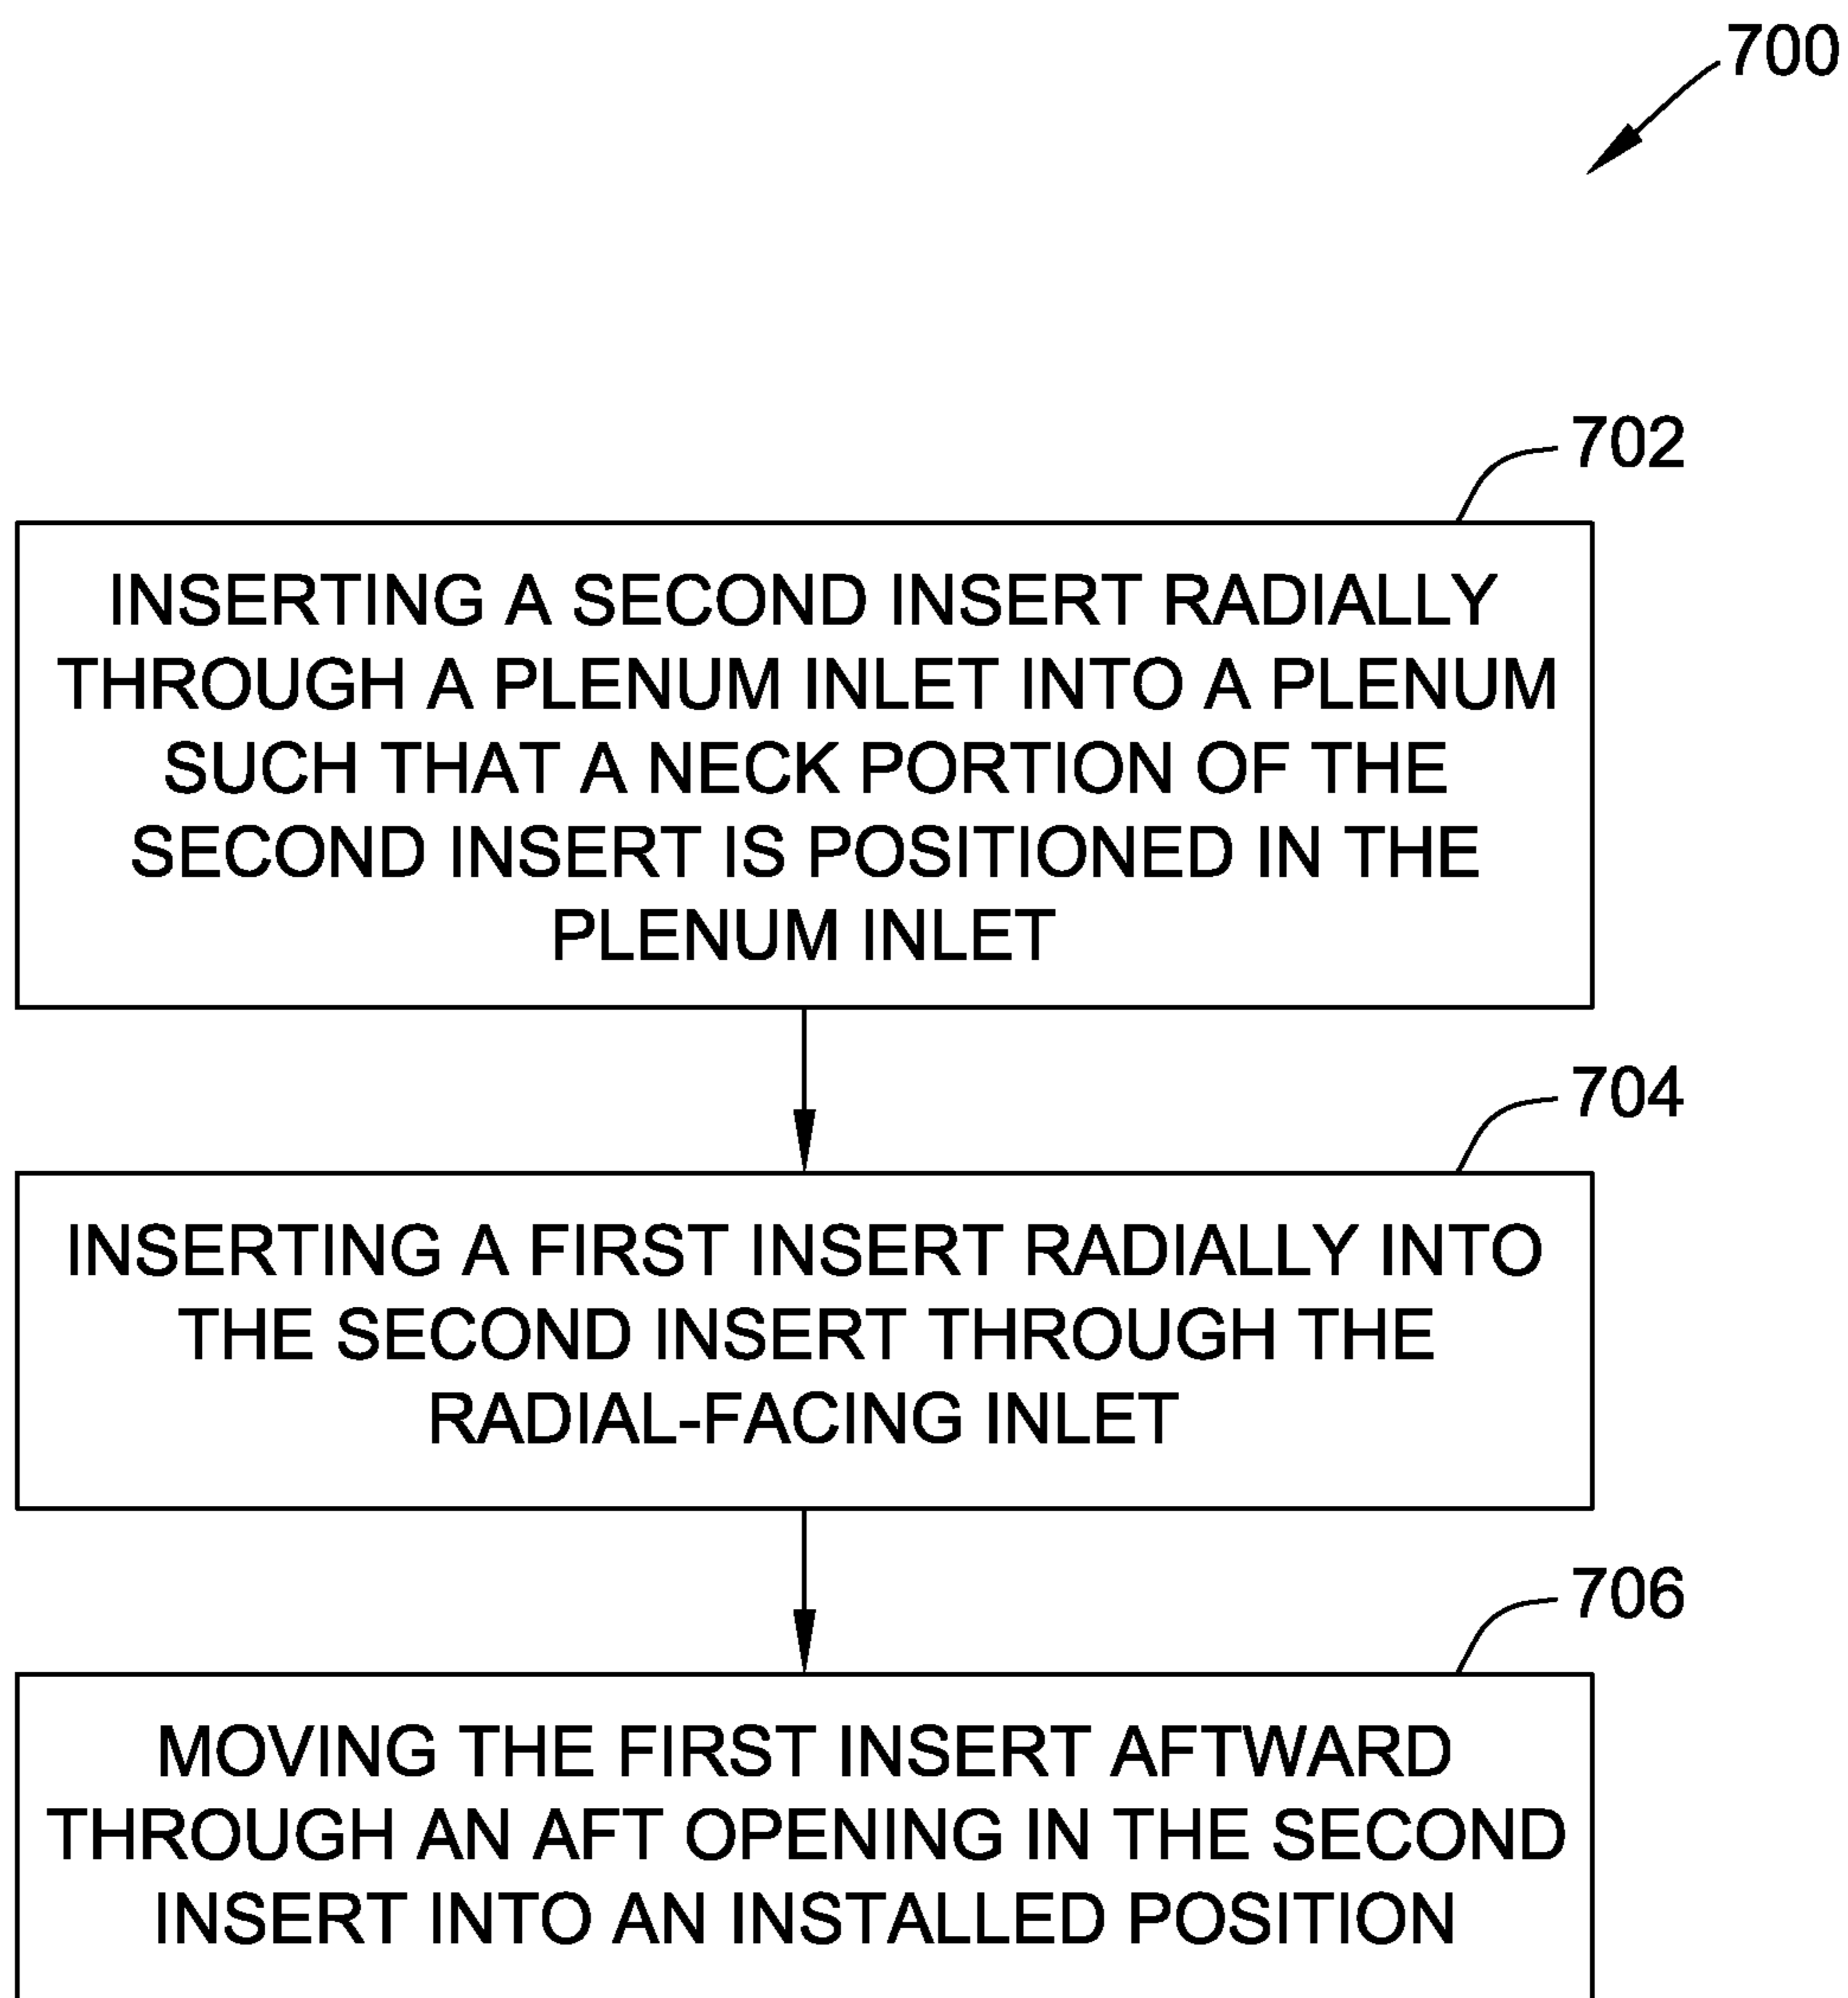 700
702
INSERTING A SECOND INSERT RADIALLY
THROUGH A PLENUM INLET INTO A PLENUM
SUCH THAT A NECK PORTION OF THE
SECOND INSERT IS POSITIONED IN THE
PLENUM INLET
704
INSERTING A FIRST INSERT RADIALLY INTO
THE SECOND INSERT THROUGH THE
RADIAL-FACING INLET
706
MOVING THE FIRST INSERT AFTWARD
THROUGH AN AFT OPENING IN THE SECOND
INSERT INTO AN INSTALLED POSITION